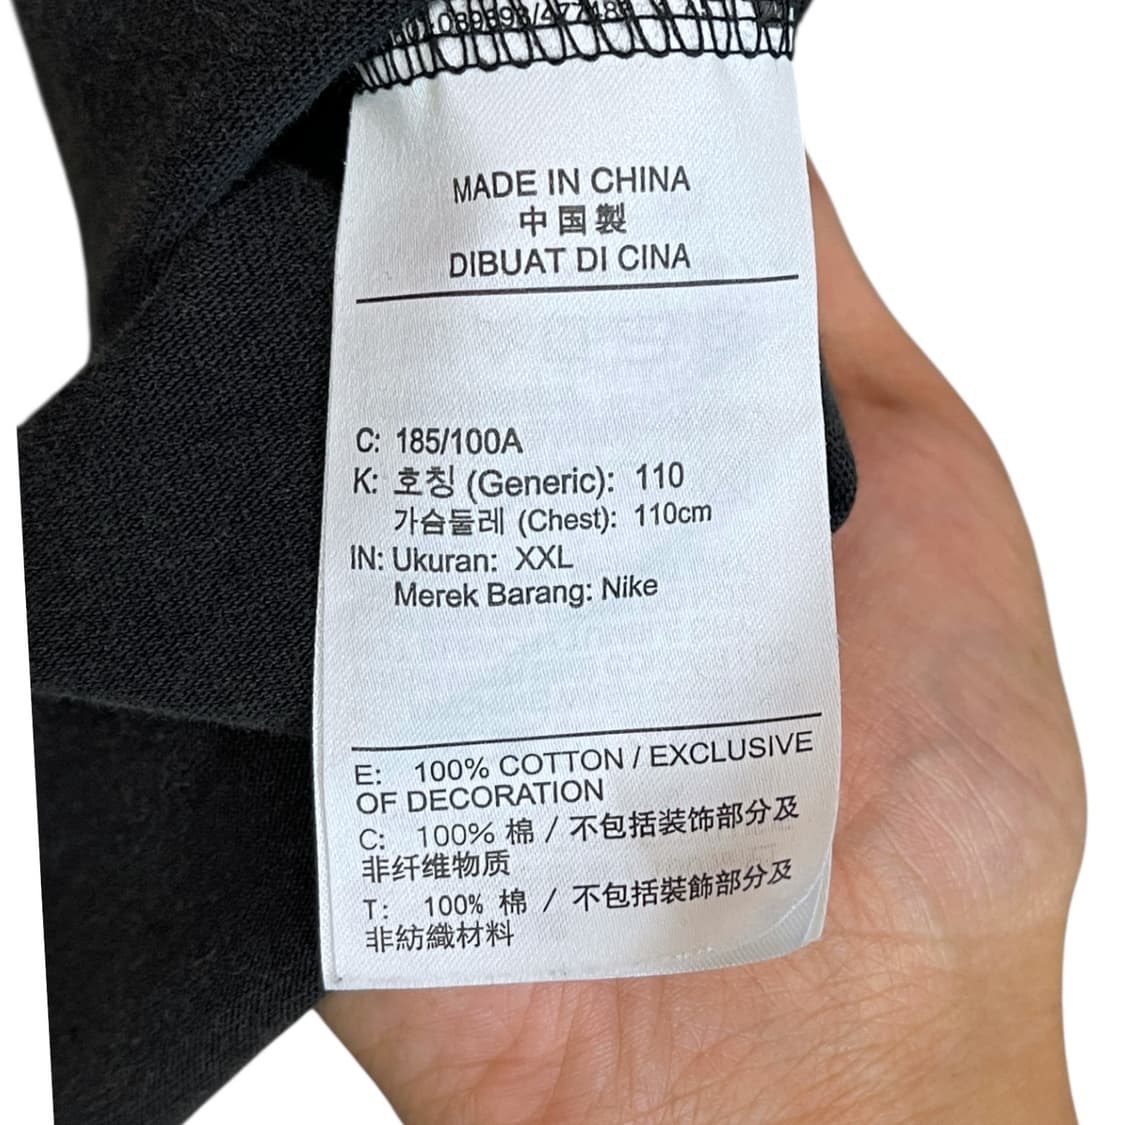 MADE IN CHINA
中国製
DIBUAT DI CINA
C: 185/100A
K: 호칭 (Generic): 110
가슴둘레 (Chest): 110cm
IN: Ukuran: XXL
Merek Barang: Nike
E: 100% COTTON / EXCLUSIVE
OF DECORATION
C: 100% 棉 / 不包括装饰部分及
非纤维物质
T: 100% 棉 / 不包括裝飾部分及
非紡織材料